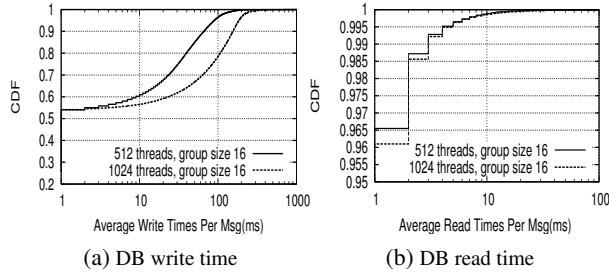 1
0.9
0.8
0.7
0.6
0.5
0.4
0.3
0.2
CDF
512 threads, group size 16
1024 threads, group size 16
1 10 100 1000
Average Write Times Per Msg(ms)
(a) DB write time
1
0.995
0.99
0.985
0.98
0.975
0.97
0.965
0.96
0.955
0.95
CDF
512 threads, group size 16
1024 threads, group size 16
1 10 100
Average Read Times Per Msg(ms)
(b) DB read time